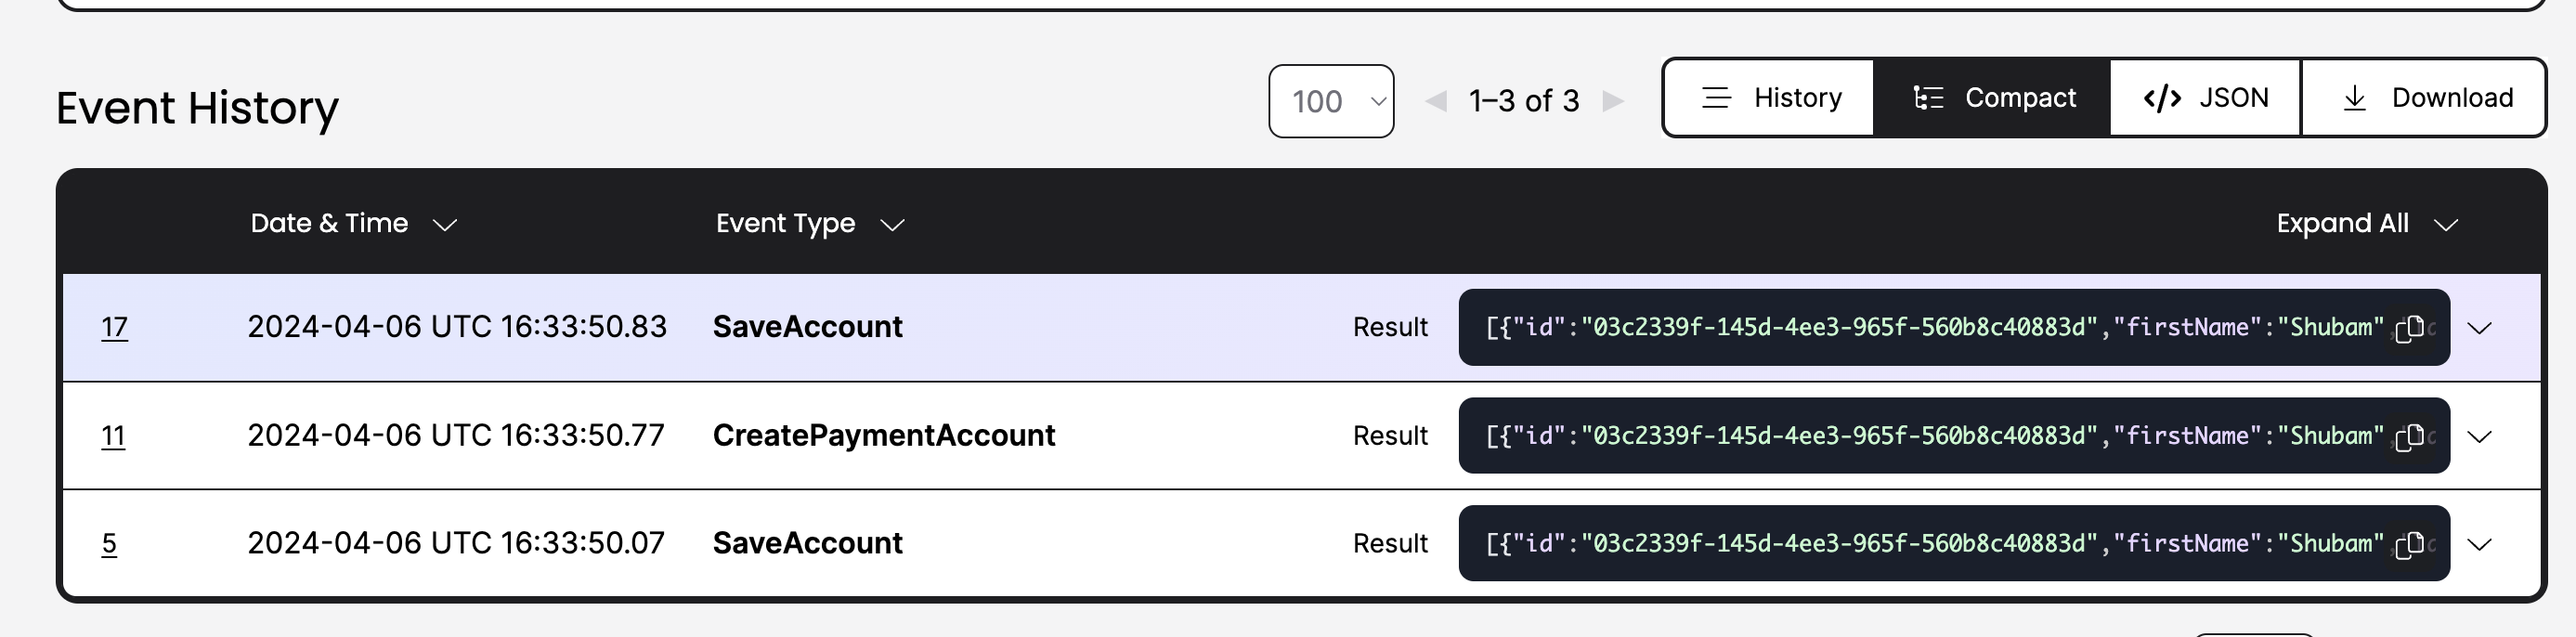 Event History
100
1–3 of 3
History
Compact
JSON
Download
Date & Time
Event Type
Expand All
17 2024-04-06 UTC 16:33:50.83 SaveAccount Result [{"id":"03c2339f-145d-4ee3-965f-560b8c40883d","firstName":"Shubam"
11 2024-04-06 UTC 16:33:50.77 CreatePaymentAccount Result [{"id":"03c2339f-145d-4ee3-965f-560b8c40883d","firstName":"Shubam"
5 2024-04-06 UTC 16:33:50.07 SaveAccount Result [{"id":"03c2339f-145d-4ee3-965f-560b8c40883d","firstName":"Shubam"